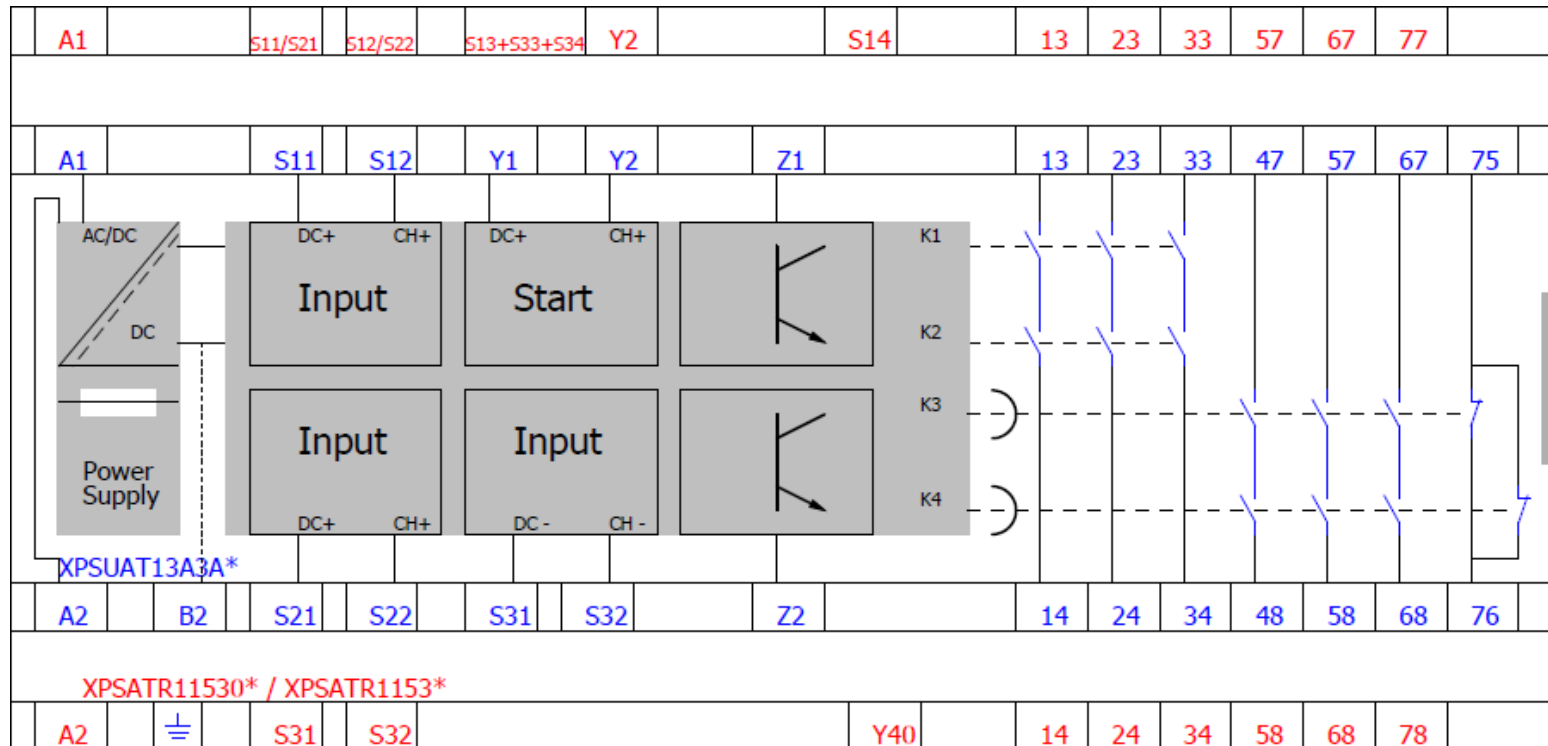 A1 S11/S21 S12/S22 S13+S33+S34 Y2 S14 13 23 33 57 67 77
A1 S11 S12 Y1 Y2 Z1 13 23 33 47 57 67 75
AC/DC DC+ CH+ DC+ CH+ K1
Input Start
DC K2
K3
Input Input
Power
Supply K4
DC+ CH+ DC - CH -
XPSUAT13A3A*
A2 B2 S21 S22 S31 S32 Z2 14 24 34 48 58 68 76
XPSATR11530* / XPSATR1153*
A2 S31 S32 Y40 14 24 34 58 68 78